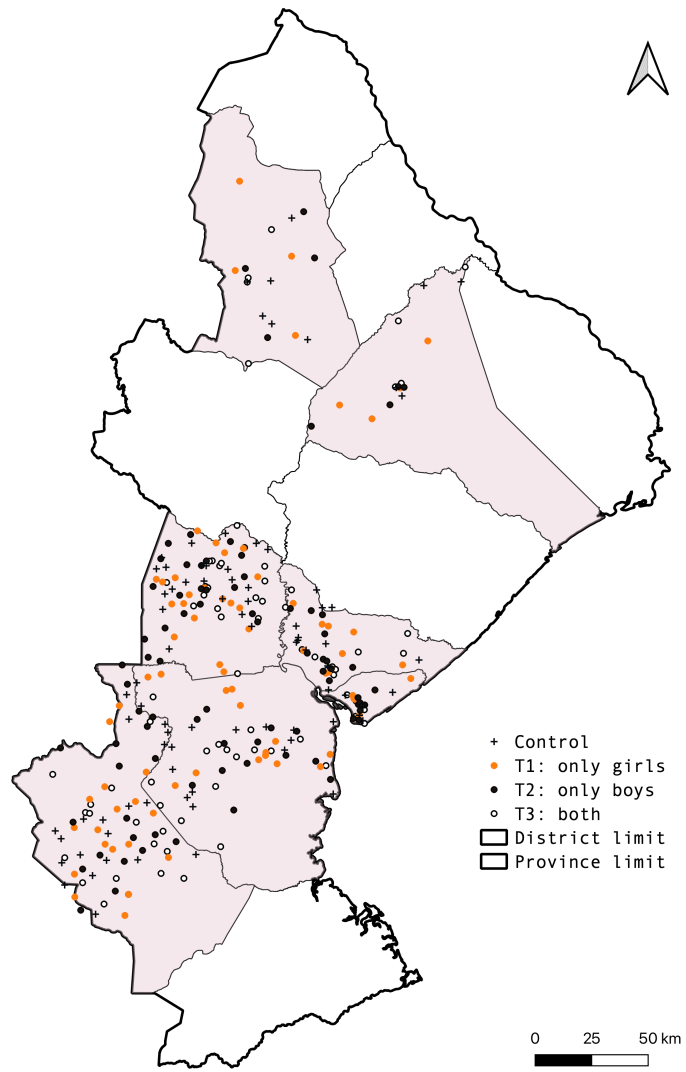 Control
T1: only girls
T2: only boys
T3: both
District limit
Province limit
0 25 50 km